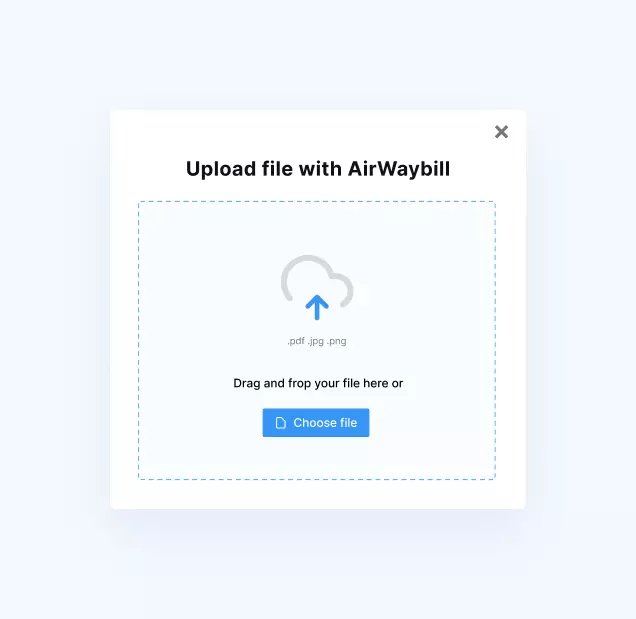 Upload file with AirWaybill
.pdf .jpg .png
Drag and frop your file here or
Choose file